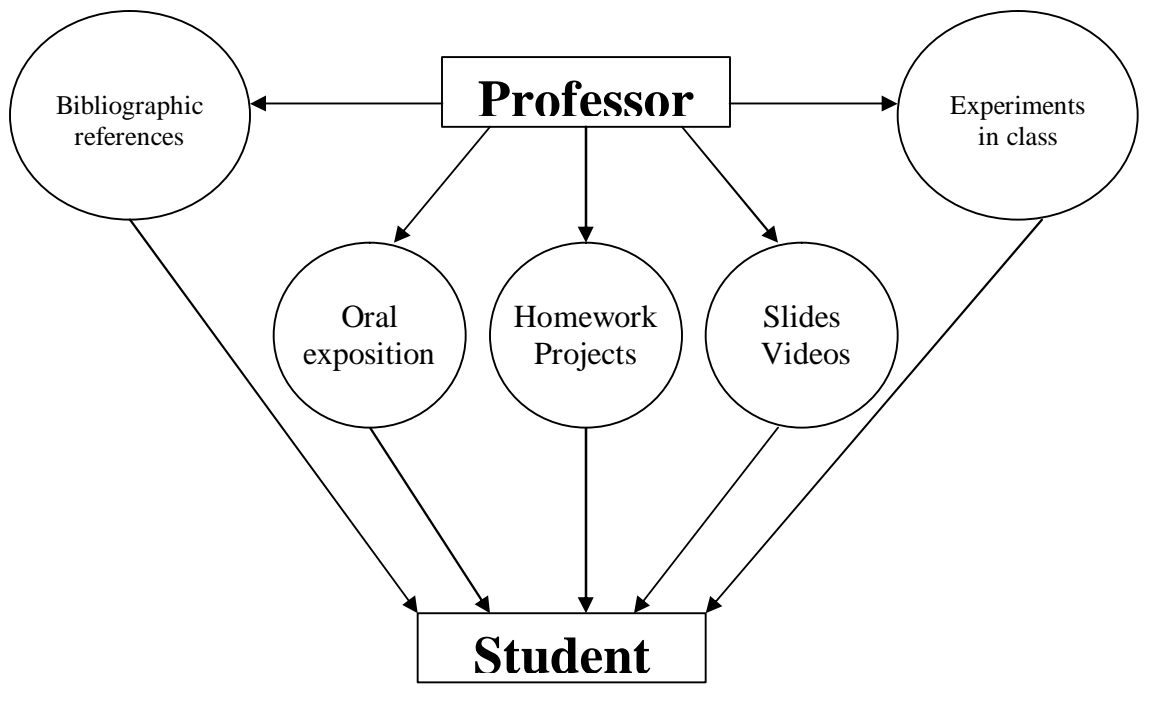 Professor
Bibliographic
references
Experiments
in class
Oral
exposition
Homework
Projects
Slides
Videos
Student